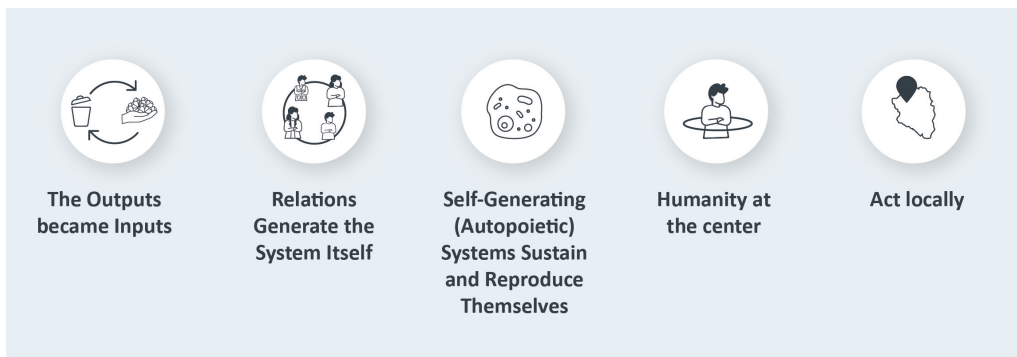 The Outputs
became Inputs
Relations
Generate the
System Itself
Self-Generating
(Autopoietic)
Systems Sustain
and Reproduce
Themselves
Humanity at
the center
Act locally